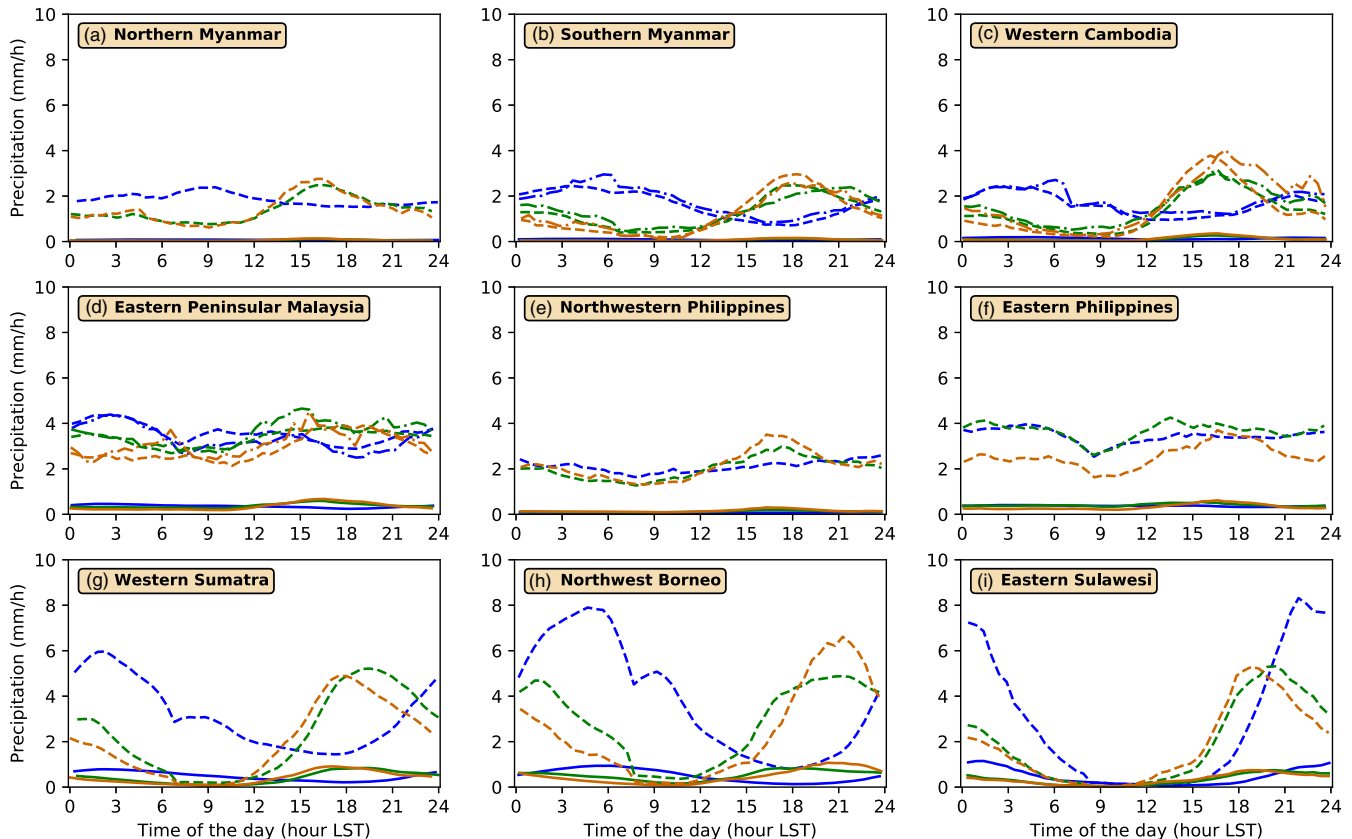 (a) Northern Myanmar
(b) Southern Myanmar
(c) Western Cambodia
Precipitation (mm/h)
10
8
6
4
2
0
0 3 6 9 12 15 18 21 24
10
8
6
4
2
0
0 3 6 9 12 15 18 21 24
10
8
6
4
2
0
0 3 6 9 12 15 18 21 24
(d) Eastern Peninsular Malaysia
(e) Northwestern Philippines
(f) Eastern Philippines
Precipitation (mm/h)
10
8
6
4
2
0
0 3 6 9 12 15 18 21 24
10
8
6
4
2
0
0 3 6 9 12 15 18 21 24
10
8
6
4
2
0
0 3 6 9 12 15 18 21 24
(g) Western Sumatra
(h) Northwest Borneo
(i) Eastern Sulawesi
Precipitation (mm/h)
10
8
6
4
2
0
0 3 6 9 12 15 18 21 24
Time of the day (hour LST)
10
8
6
4
2
0
0 3 6 9 12 15 18 21 24
Time of the day (hour LST)
10
8
6
4
2
0
0 3 6 9 12 15 18 21 24
Time of the day (hour LST)